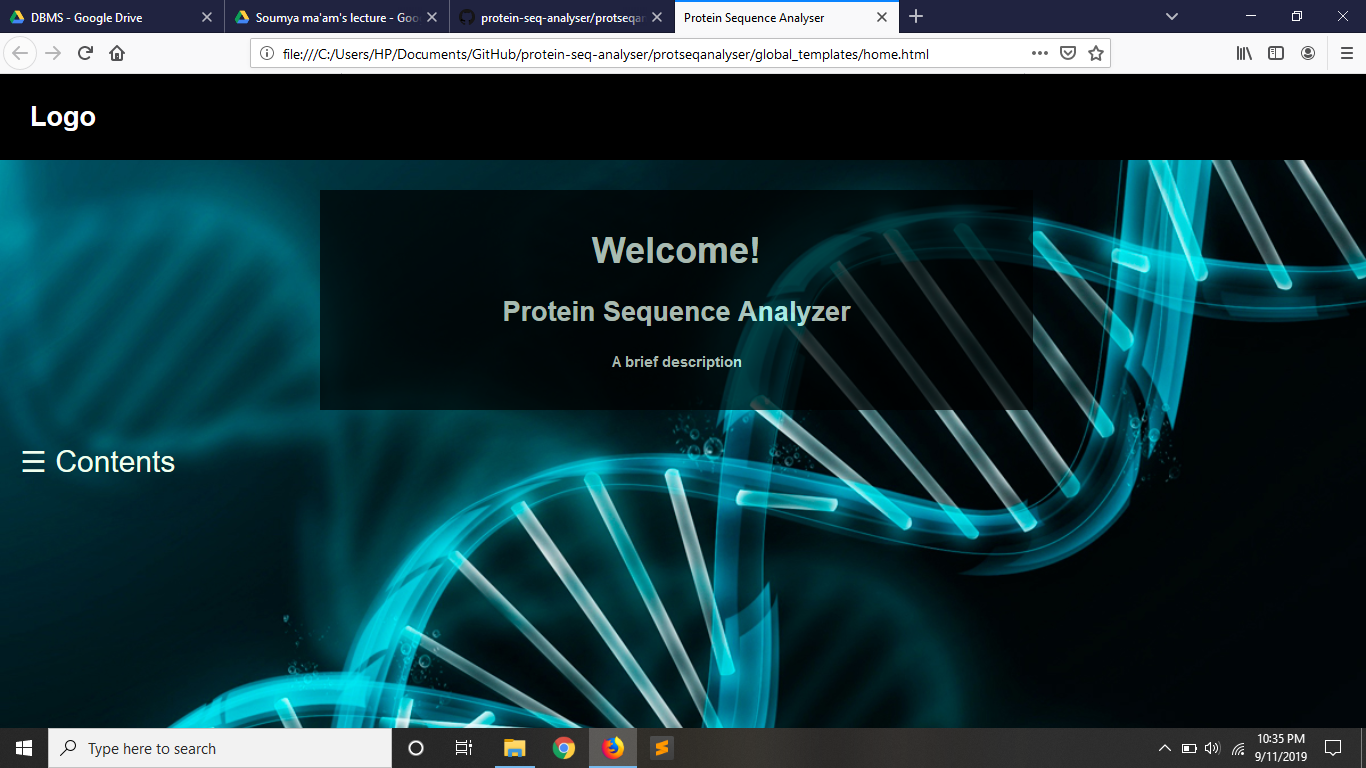 DBMS - Google Drive
Soumya ma'am's lecture - Goo
protein-seq-analyser/protseqan
Protein Sequence Analyser
file:///C:/Users/HP/Documents/GitHub/protein-seq-analyser/protseqanalyser/global_templates/home.html
Logo
Welcome!
Protein Sequence Analyzer
A brief description
☰ Contents
Type here to search
10:35 PM
9/11/2019